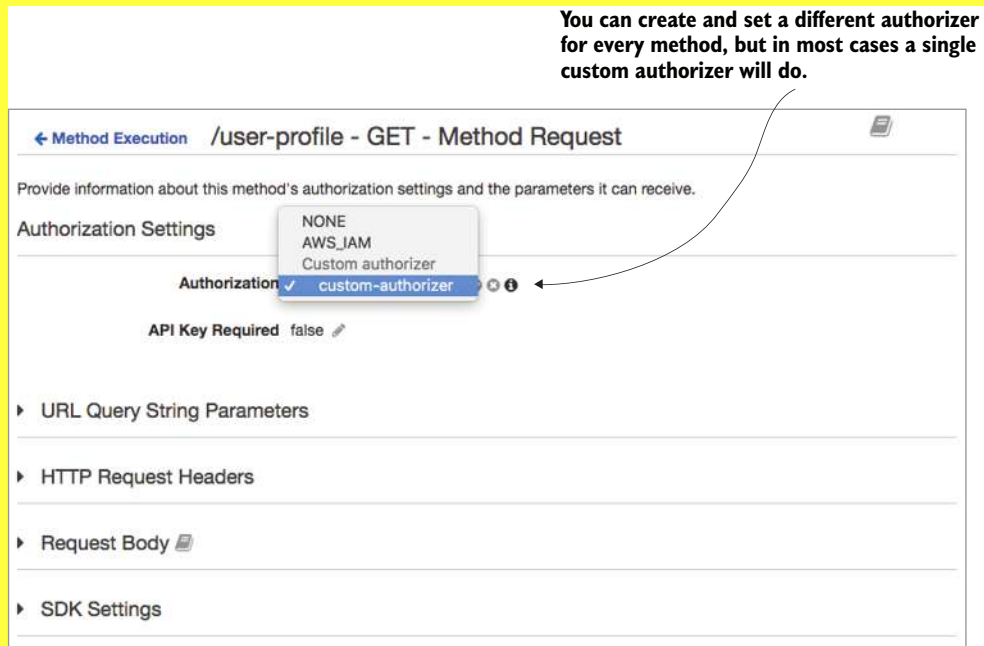 You can create and set a different authorizer
for every method, but in most cases a single
custom authorizer will do.
Method Execution /user-profile - GET - Method Request
Provide information about this method's authorization settings and the parameters it can receive.
Authorization Settings
NONE
AWS_IAM
Custom authorizer
Authorization ✓ custom-authorizer
API Key Required false
URL Query String Parameters
HTTP Request Headers
Request Body
SDK Settings